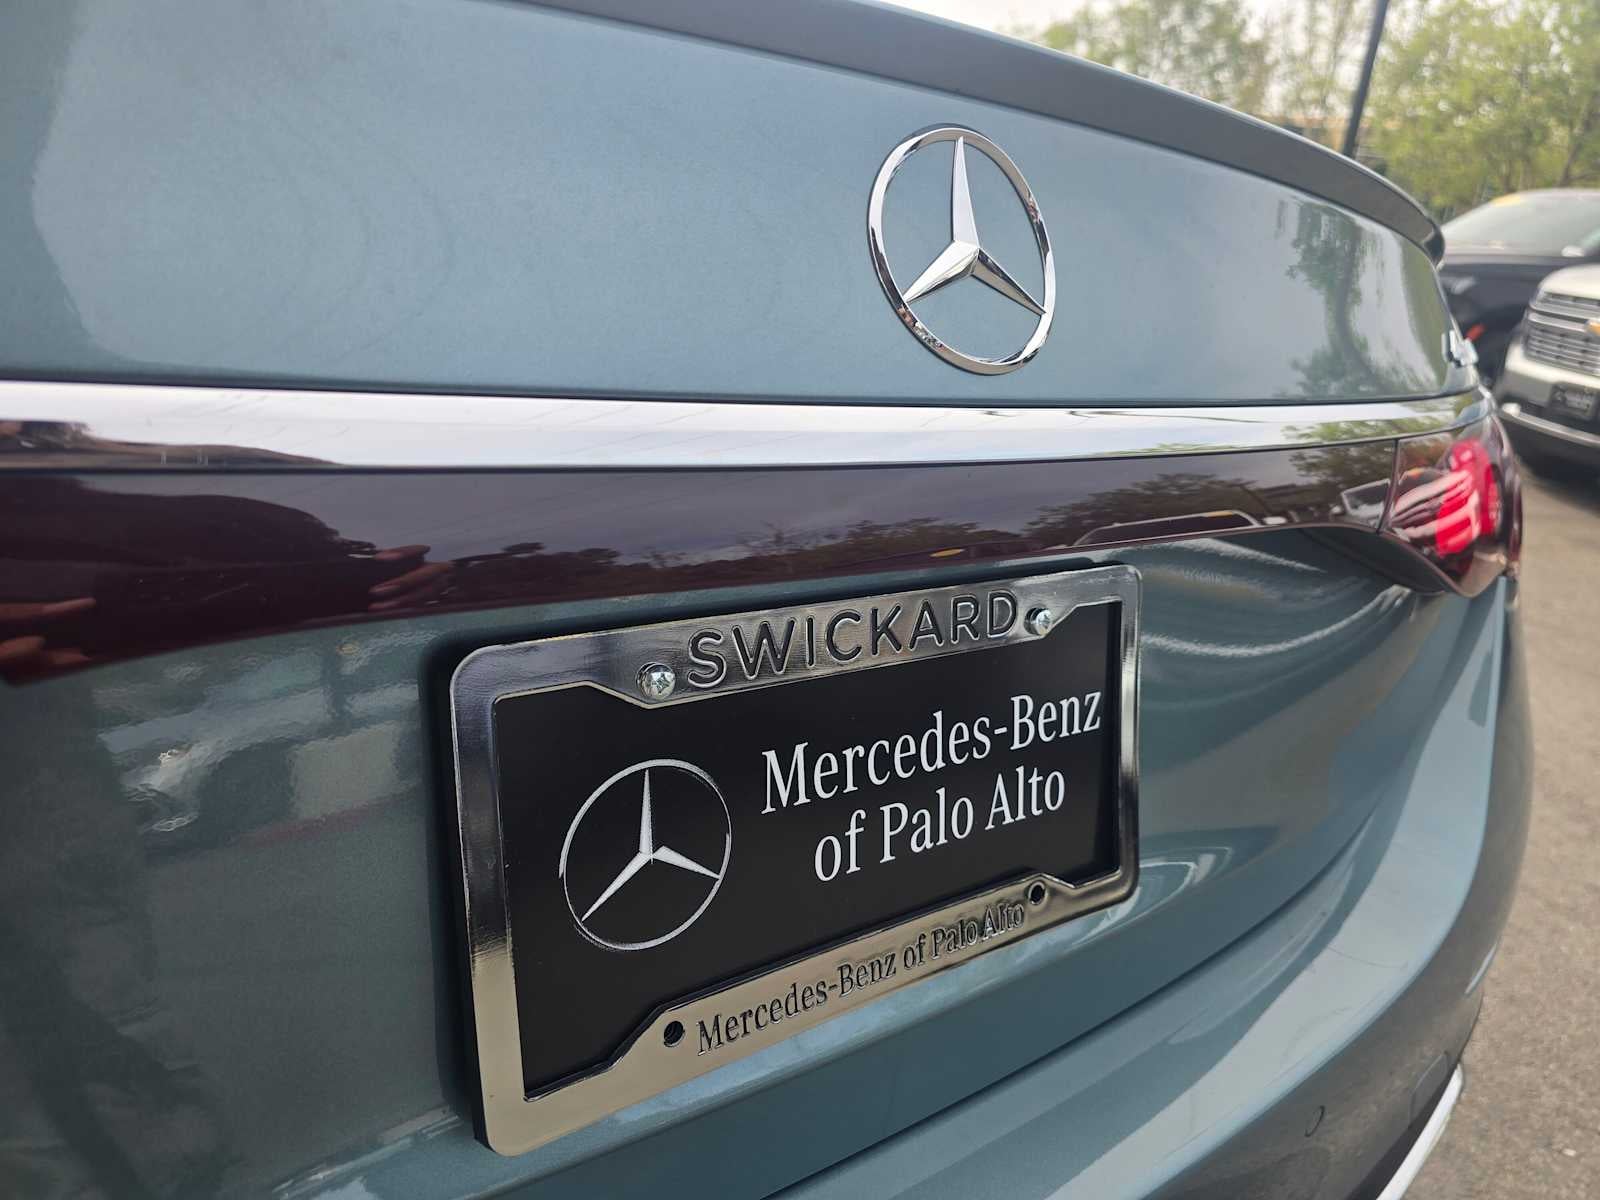 SWICKARD
Mercedes-Benz
of Palo Alto
Mercedes-Benz of Palo Alto